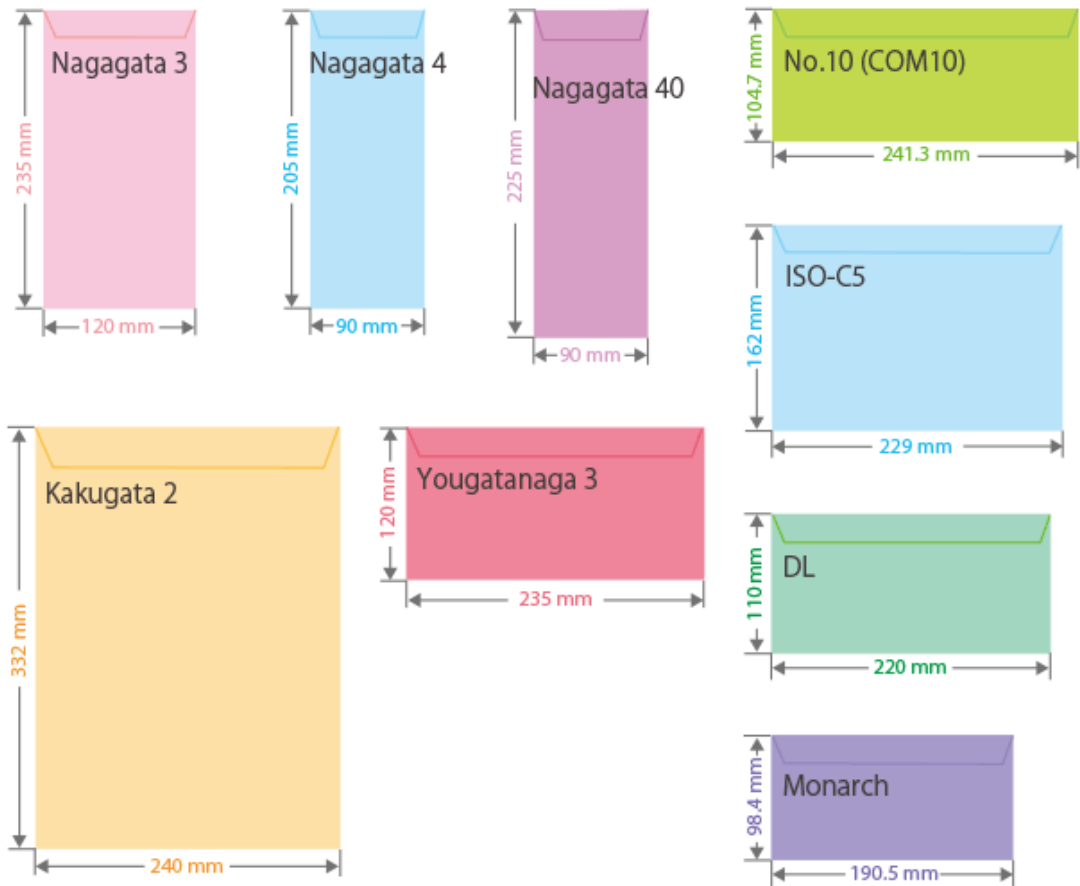 Nagagata 3
235 mm
120 mm
Nagagata 4
205 mm
90 mm
Nagagata 40
225 mm
90 mm
No.10 (COM10)
104.7 mm
241.3 mm
ISO-C5
162 mm
229 mm
Kakugata 2
332 mm
240 mm
Yougatanaga 3
120 mm
235 mm
DL
110 mm
220 mm
Monarch
98.4 mm
190.5 mm